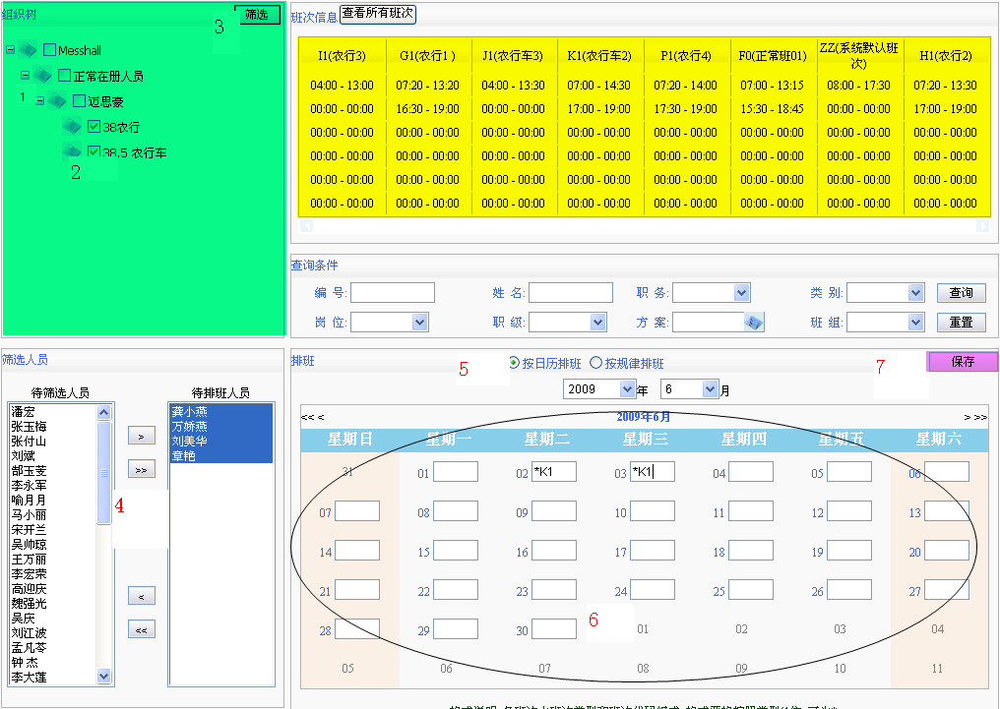 组织树
筛选
3
Messhall
正常在册人员
1
迈思豪
38农行
38.5 农行车
2
班次信息 查看所有班次
I1(农行3) G1(农行1 ) J1(农行车3) K1(农行车2) P1(农行4) F0(正常班01) ZZ(系统默认班次) H1(农行2)
04:00 - 13:00 07:20 - 13:20 04:00 - 13:30 07:00 - 14:30 07:20 - 14:00 07:00 - 13:15 08:00 - 17:30 07:20 - 13:30
00:00 - 00:00 16:30 - 19:00 00:00 - 00:00 17:00 - 19:00 17:30 - 19:00 15:30 - 18:45 00:00 - 00:00 17:00 - 19:00
00:00 - 00:00 00:00 - 00:00 00:00 - 00:00 00:00 - 00:00 00:00 - 00:00 00:00 - 00:00 00:00 - 00:00 00:00 - 00:00
00:00 - 00:00 00:00 - 00:00 00:00 - 00:00 00:00 - 00:00 00:00 - 00:00 00:00 - 00:00 00:00 - 00:00 00:00 - 00:00
00:00 - 00:00 00:00 - 00:00 00:00 - 00:00 00:00 - 00:00 00:00 - 00:00 00:00 - 00:00 00:00 - 00:00 00:00 - 00:00
00:00 - 00:00 00:00 - 00:00 00:00 - 00:00 00:00 - 00:00 00:00 - 00:00 00:00 - 00:00 00:00 - 00:00 00:00 - 00:00
查询条件
编 号: 姓 名: 职 务: 类 别: 查询
岗 位: 职 级: 方 案: 班 组: 重置
筛选人员
待筛选人员
潘宏
张玉梅
张付山
刘斌
郜玉芰
李永军
喻月月
马小丽
宋开兰
吴帅琼
王万丽
李宏荣
高迎庆
魏强光
吴庆
刘江波
孟凡苓
钟 杰
李大莲
>
>>
4
<
<<
待排班人员
龚小燕
万娇燕
刘美华
章艳
排班
5 按日历排班 按规律排班 7 保存
2009 年 6 月
<< < 2009年6月 > >>
星期日 星期一 星期二 星期三 星期四 星期五 星期六
31 01 02 *K1 03 *K1 04 05 06
07 08 09 10 11 12 13
14 15 16 17 18 19 20
21 22 23 24 25 26 27
28 29 30 6 01 02 03 04
05 06 07 08 09 10 11